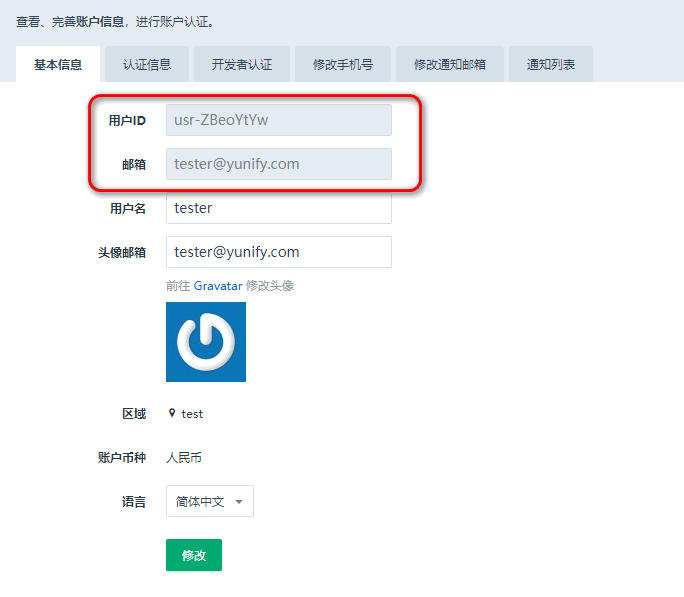 查看、完善账户信息，进行账户认证。
基本信息 认证信息 开发者认证 修改手机号 修改通知邮箱 通知列表
用户ID usr-ZBeoYtYw
邮箱 tester@yunify.com
用户名 tester
头像邮箱 tester@yunify.com
前往 Gravatar 修改头像
区域 test
账户币种 人民币
语言 简体中文
修改